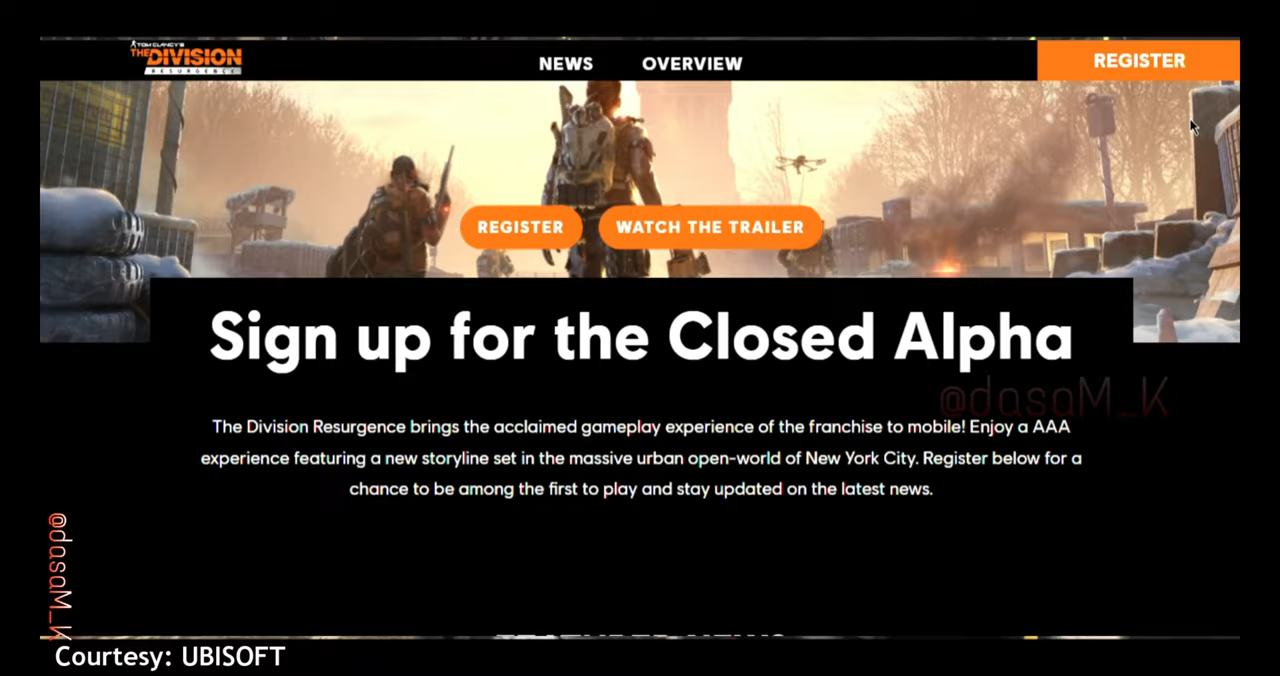 TOM CLANCY'S
THE DIVISION
RESURGENCE
NEWS
OVERVIEW
REGISTER
REGISTER
WATCH THE TRAILER
Sign up for the Closed Alpha
@dasaM_K
The Division Resurgence brings the acclaimed gameplay experience of the franchise to mobile! Enjoy a AAA
experience featuring a new storyline set in the massive urban open-world of New York City. Register below for a
chance to be among the first to play and stay updated on the latest news.
@dasaM_K
Courtesy: UBISOFT